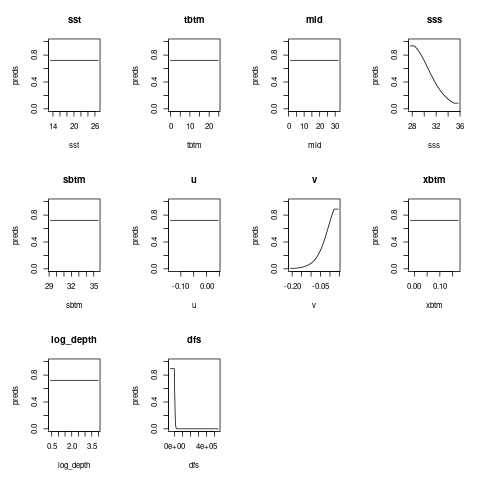 sst
preds
0.0 0.4 0.8
14 20 26
sst
tbtm
preds
0.0 0.4 0.8
0 10 20
tbtm
mld
preds
0.0 0.4 0.8
0 10 20 30
mld
sss
preds
0.0 0.4 0.8
28 32 36
sss
sbtm
preds
0.0 0.4 0.8
29 32 35
sbtm
u
preds
0.0 0.4 0.8
-0.10 0.00
u
v
preds
0.0 0.4 0.8
-0.20 -0.05
v
xbtm
preds
0.0 0.4 0.8
0.00 0.10
xbtm
log_depth
preds
0.0 0.4 0.8
0.5 2.0 3.5
log_depth
dfs
preds
0.0 0.4 0.8
0e+00 4e+05
dfs